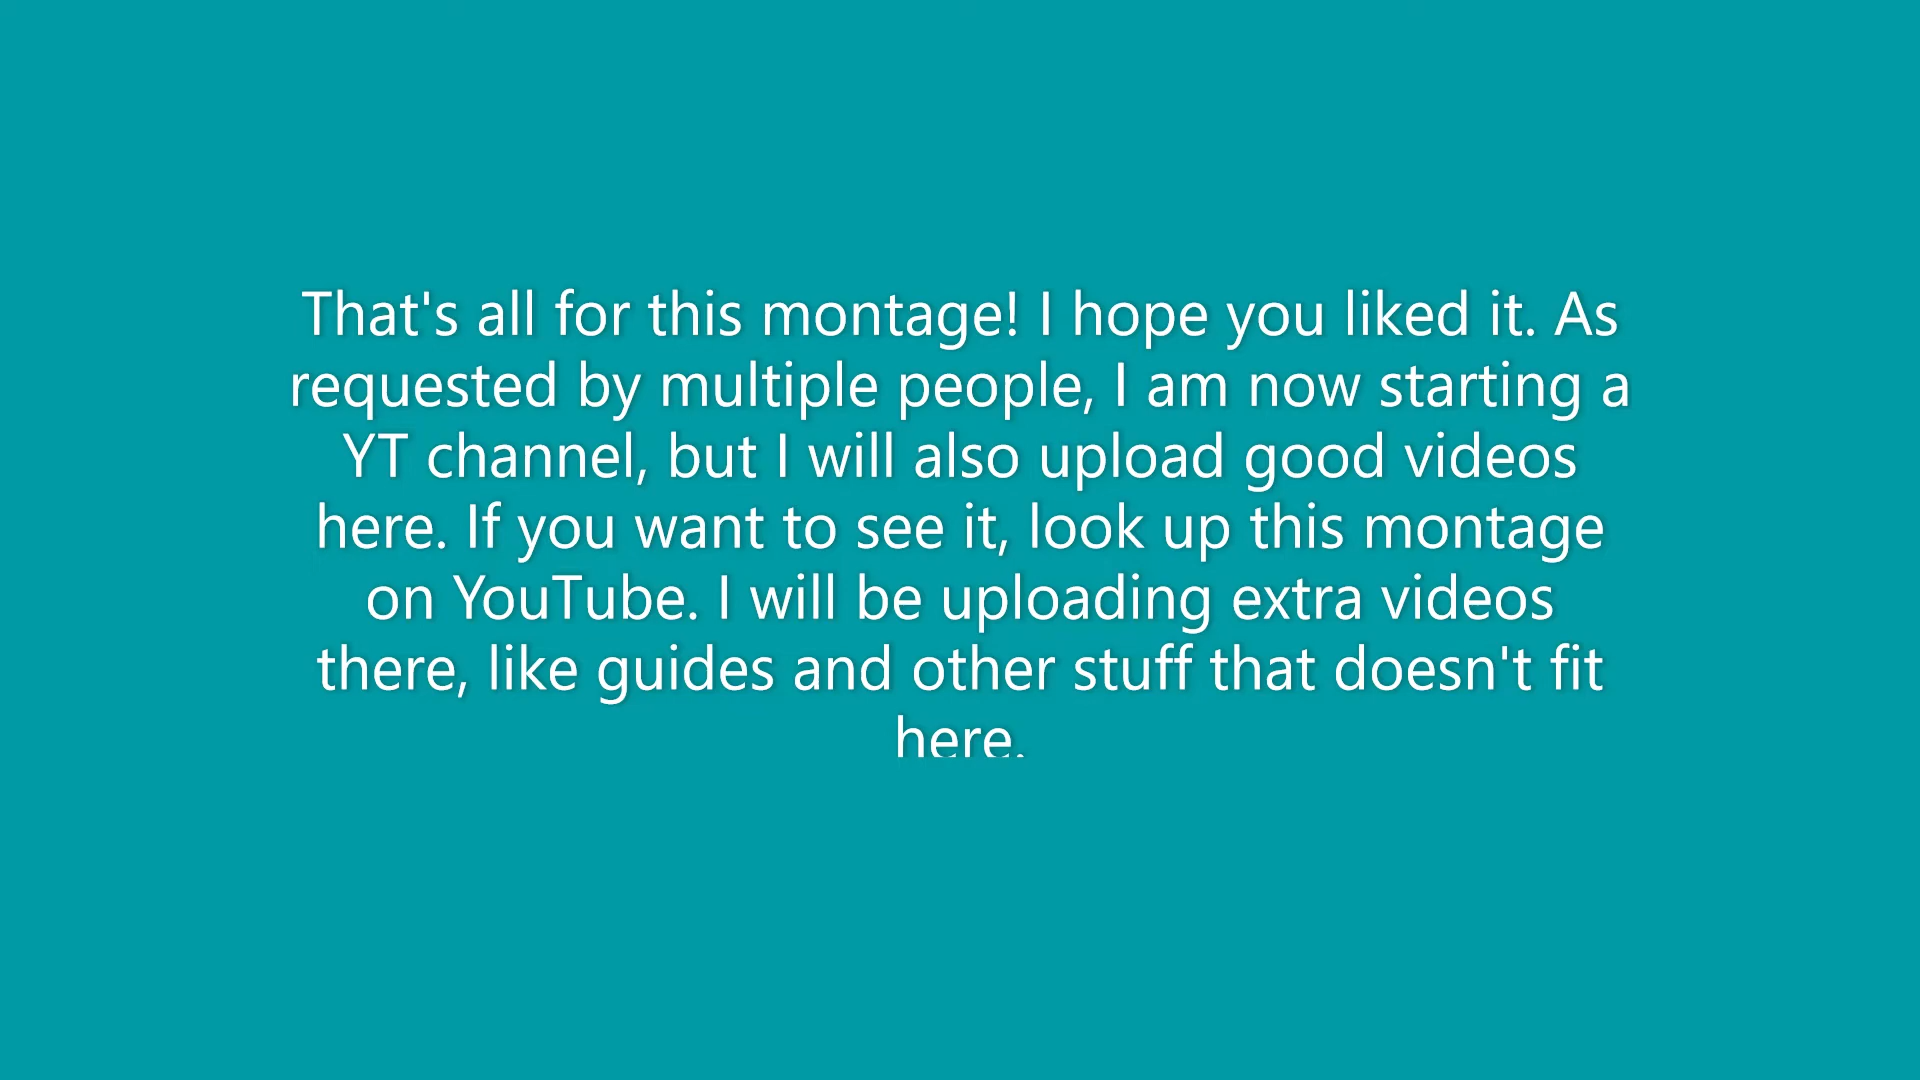 That's all for this montage! I hope you liked it. As
requested by multiple people, I am now starting a
YT channel, but I will also upload good videos
here. If you want to see it, look up this montage
on YouTube. I will be uploading extra videos
there, like guides and other stuff that doesn't fit
here.